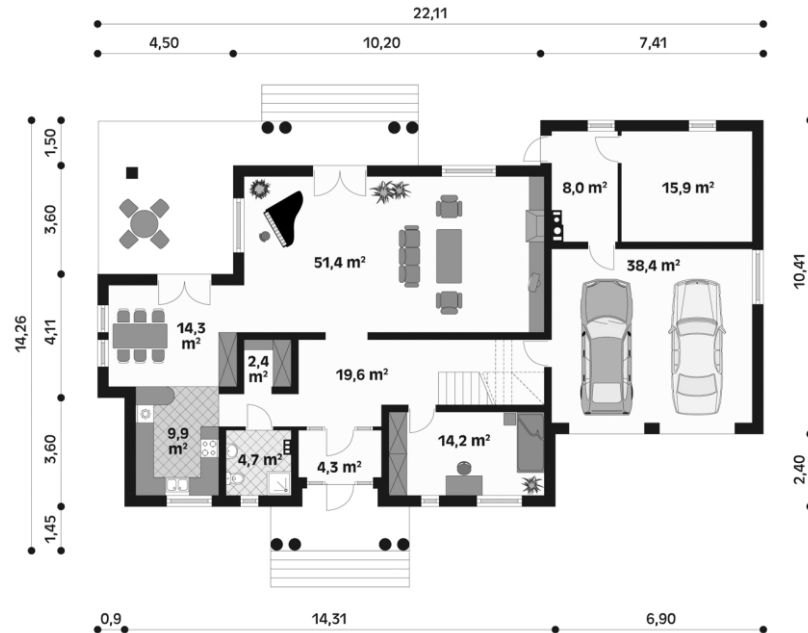 22,11
4,50 10,20 7,41
1,50
3,60
4,11
3,60
1,45
14,26
8,0 m²
15,9 m²
51,4 m²
38,4 m²
14,3
m²
2,4
m²
19,6 m²
9,9
m²
4,7 m²
4,3 m²
14,2 m²
10,41
2,40
0,9 14,31 6,90